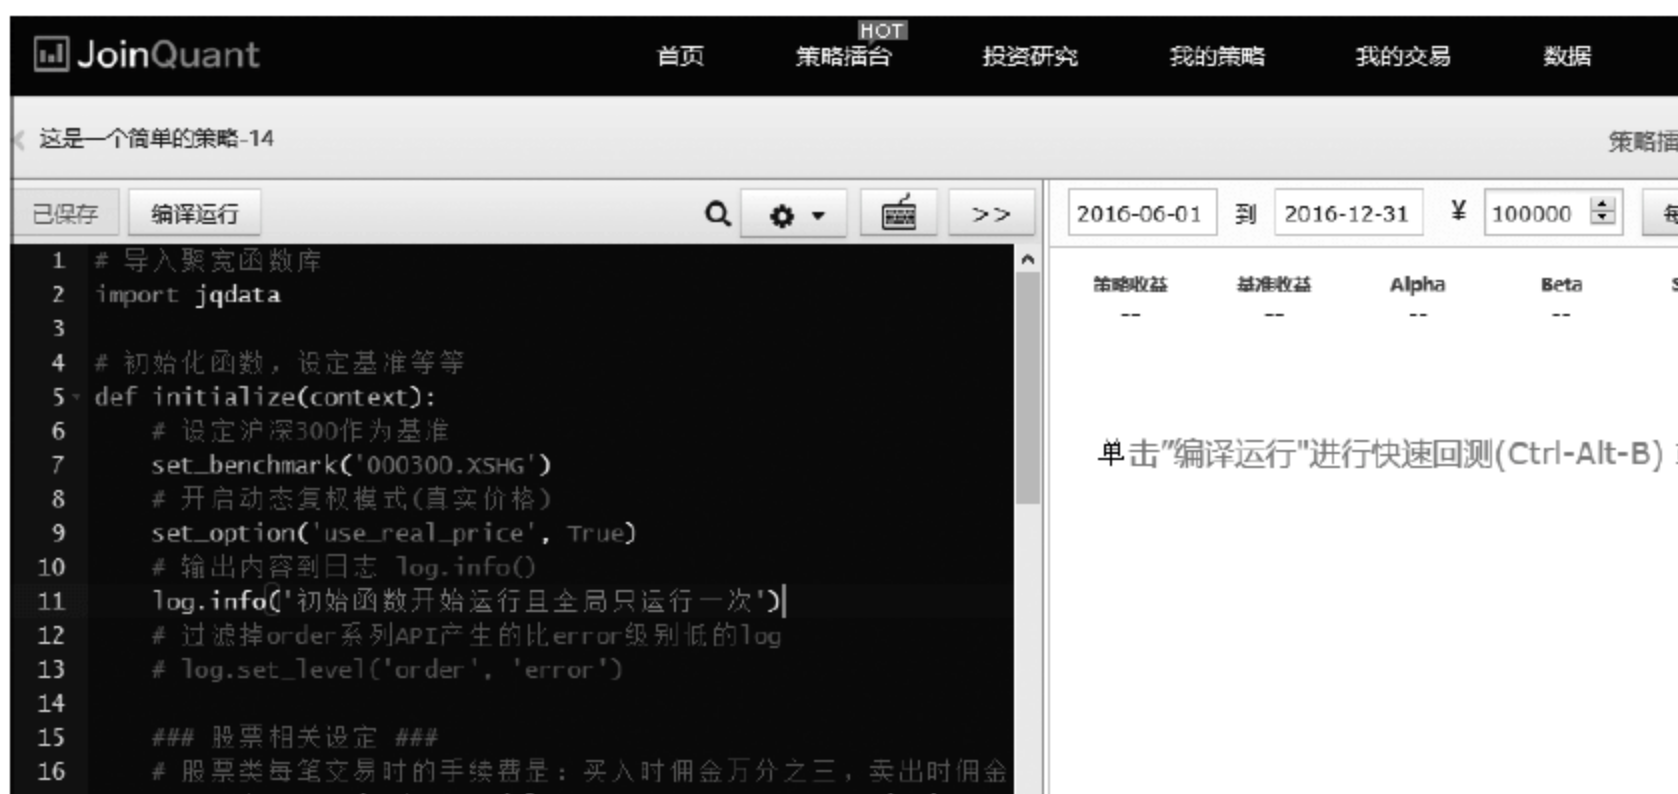 HOT
JoinQuant 首页 策略擂台 投资研究 我的策略 我的交易 数据
这是一个简单的策略-14 策略擂
已保存 编译运行 >> 2016-06-01 到 2016-12-31 ¥ 100000
策略收益 基准收益 Alpha Beta
-- -- -- --
单击"编译运行"进行快速回测(Ctrl-Alt-B)
1 # 导入聚宽函数库
2 import jqdata
3
4 # 初始化函数，设定基准等等
5 def initialize(context):
6 # 设定沪深300作为基准
7 set_benchmark('000300.XSHG')
8 # 开启动态复权模式(真实价格)
9 set_option('use_real_price', True)
10 # 输出内容到日志 log.info()
11 log.info('初始函数开始运行且全局只运行一次')
12 # 过滤掉order系列API产生的比error级别低的log
13 # log.set_level('order', 'error')
14
15 ### 股票相关设定 ###
16 # 股票类每笔交易时的手续费是：买入时佣金万分之三，卖出时佣金